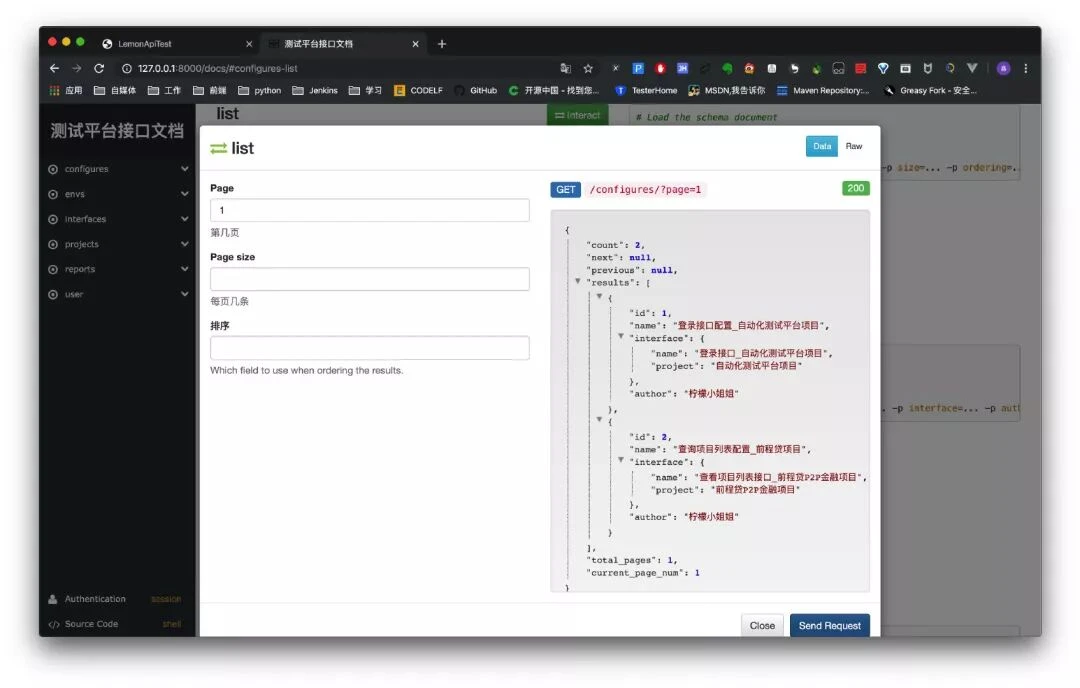 LemonApiTest
测试平台接口文档
127.0.0.1:8000/docs/#configures-list
应用 自媒体 工作 前端 python Jenkins 学习 CODELF GitHub 开源中国 - 找到您... TesterHome MSDN,我告诉你 Maven Repository:... Greasy Fork - 安全...
测试平台接口文档
configures
envs
interfaces
projects
reports
user
Authentication session
Source Code shell
list
Interact
# Load the schema document
-p size=... -p ordering=..
. -p interface=... -p aut
list
Data Raw
Page
1
第几页
Page size
每页几条
排序
Which field to use when ordering the results.
GET /configures/?page=1 200
{
"count": 2,
"next": null,
"previous": null,
"results": [
{
"id": 1,
"name": "登录接口配置_自动化测试平台项目",
"interface": {
"name": "登录接口_自动化测试平台项目",
"project": "自动化测试平台项目"
},
"author": "柠檬小姐姐"
},
{
"id": 2,
"name": "查询项目列表配置_前程贷项目",
"interface": {
"name": "查看项目列表接口_前程贷P2P金融项目",
"project": "前程贷P2P金融项目"
},
"author": "柠檬小姐姐"
}
],
"total_pages": 1,
"current_page_num": 1
}
Close Send Request